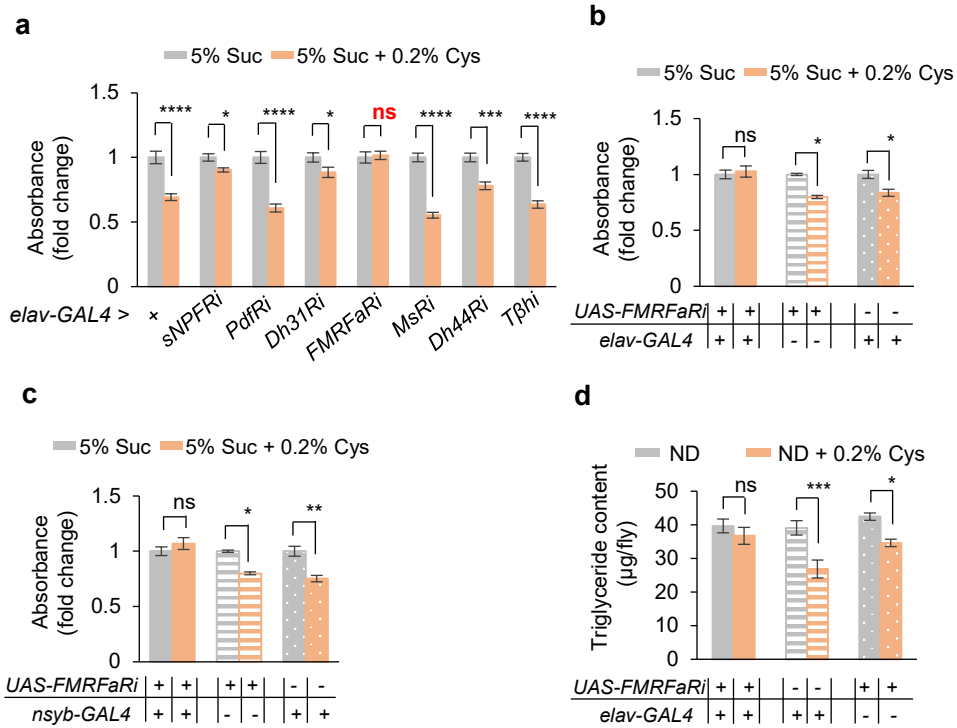 a
5% Suc 5% Suc + 0.2% Cys
Absorbance
(fold change)
1.5
1
0.5
0
**** * **** * ns **** *** ****
elav-GAL4 > + sNPFRi PdfRi Dh31Ri FMRFaRi MsRi Dh44Ri Tβhi
b
5% Suc 5% Suc + 0.2% Cys
Absorbance
(fold change)
1.5
1
0.5
0
ns * *
UAS-FMRFaRi + + + + - -
elav-GAL4 + + - - + +
c
5% Suc 5% Suc + 0.2% Cys
Absorbance
(fold change)
1.5
1
0.5
0
ns * **
UAS-FMRFaRi + + + + - -
nsyb-GAL4 + + - - + +
d
ND ND + 0.2% Cys
Triglyceride content
(µg/fly)
50
40
30
20
10
0
ns *** *
UAS-FMRFaRi + + - - + +
elav-GAL4 + + + + - -